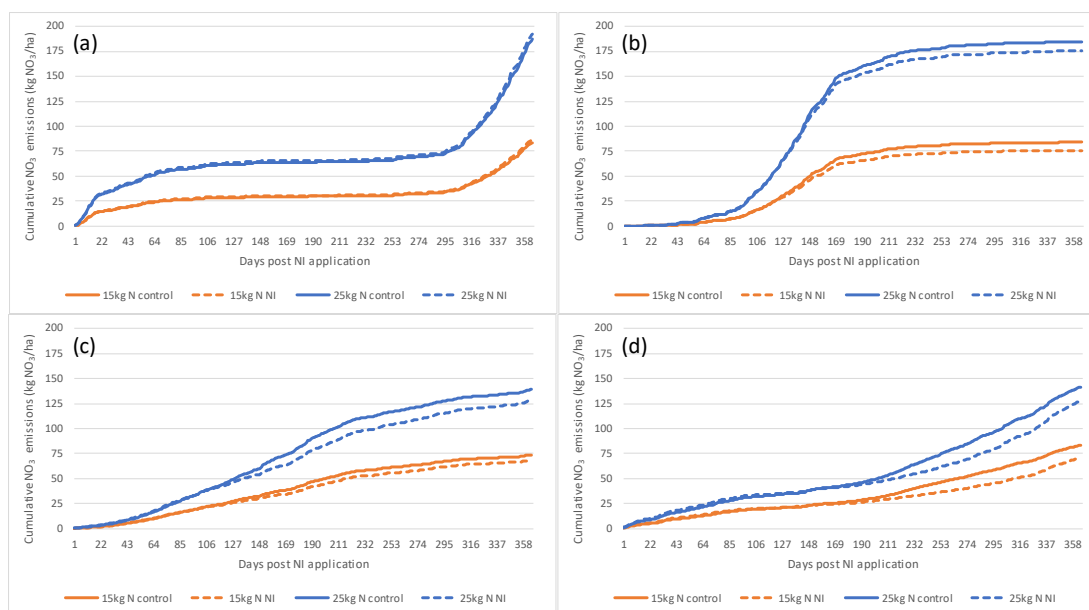 (a)
Cumulative NO₃ emissions (kg NO₃/ha)
200
175
150
125
100
75
50
25
0
1 22 43 64 85 106 127 148 169 190 211 232 253 274 295 316 337 358
Days post NI application
15kg N control 15kg N NI 25kg N control 25kg N NI
(b)
Cumulative NO₃ emissions (kg NO₃/ha)
200
175
150
125
100
75
50
25
0
1 22 43 64 85 106 127 148 169 190 211 232 253 274 295 316 337 358
Days post NI application
15kg N control 15kg N NI 25kg N control 25kg N NI
(c)
Cumulative NO₃ emissions (kg NO₃/ha)
200
175
150
125
100
75
50
25
0
1 22 43 64 85 106 127 148 169 190 211 232 253 274 295 316 337 358
Days post NI application
15kg N control 15kg N NI 25kg N control 25kg N NI
(d)
Cumulative NO₃ emissions (kg NO₃/ha)
200
175
150
125
100
75
50
25
0
1 22 43 64 85 106 127 148 169 190 211 232 253 274 295 316 337 358
Days post NI application
15kg N control 15kg N NI 25kg N control 25kg N NI